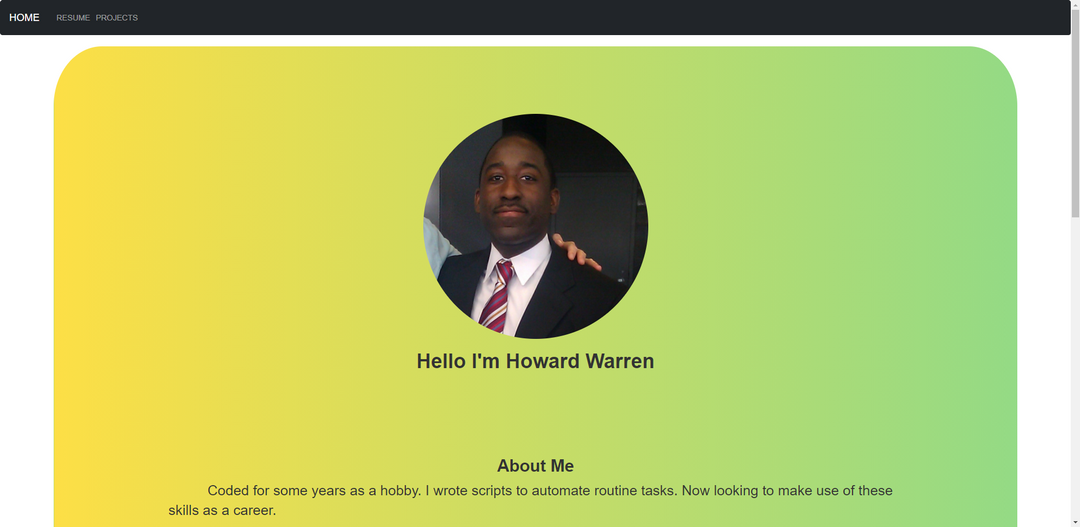 HOME RESUME PROJECTS
Hello I'm Howard Warren
About Me
Coded for some years as a hobby. I wrote scripts to automate routine tasks. Now looking to make use of these
skills as a career.